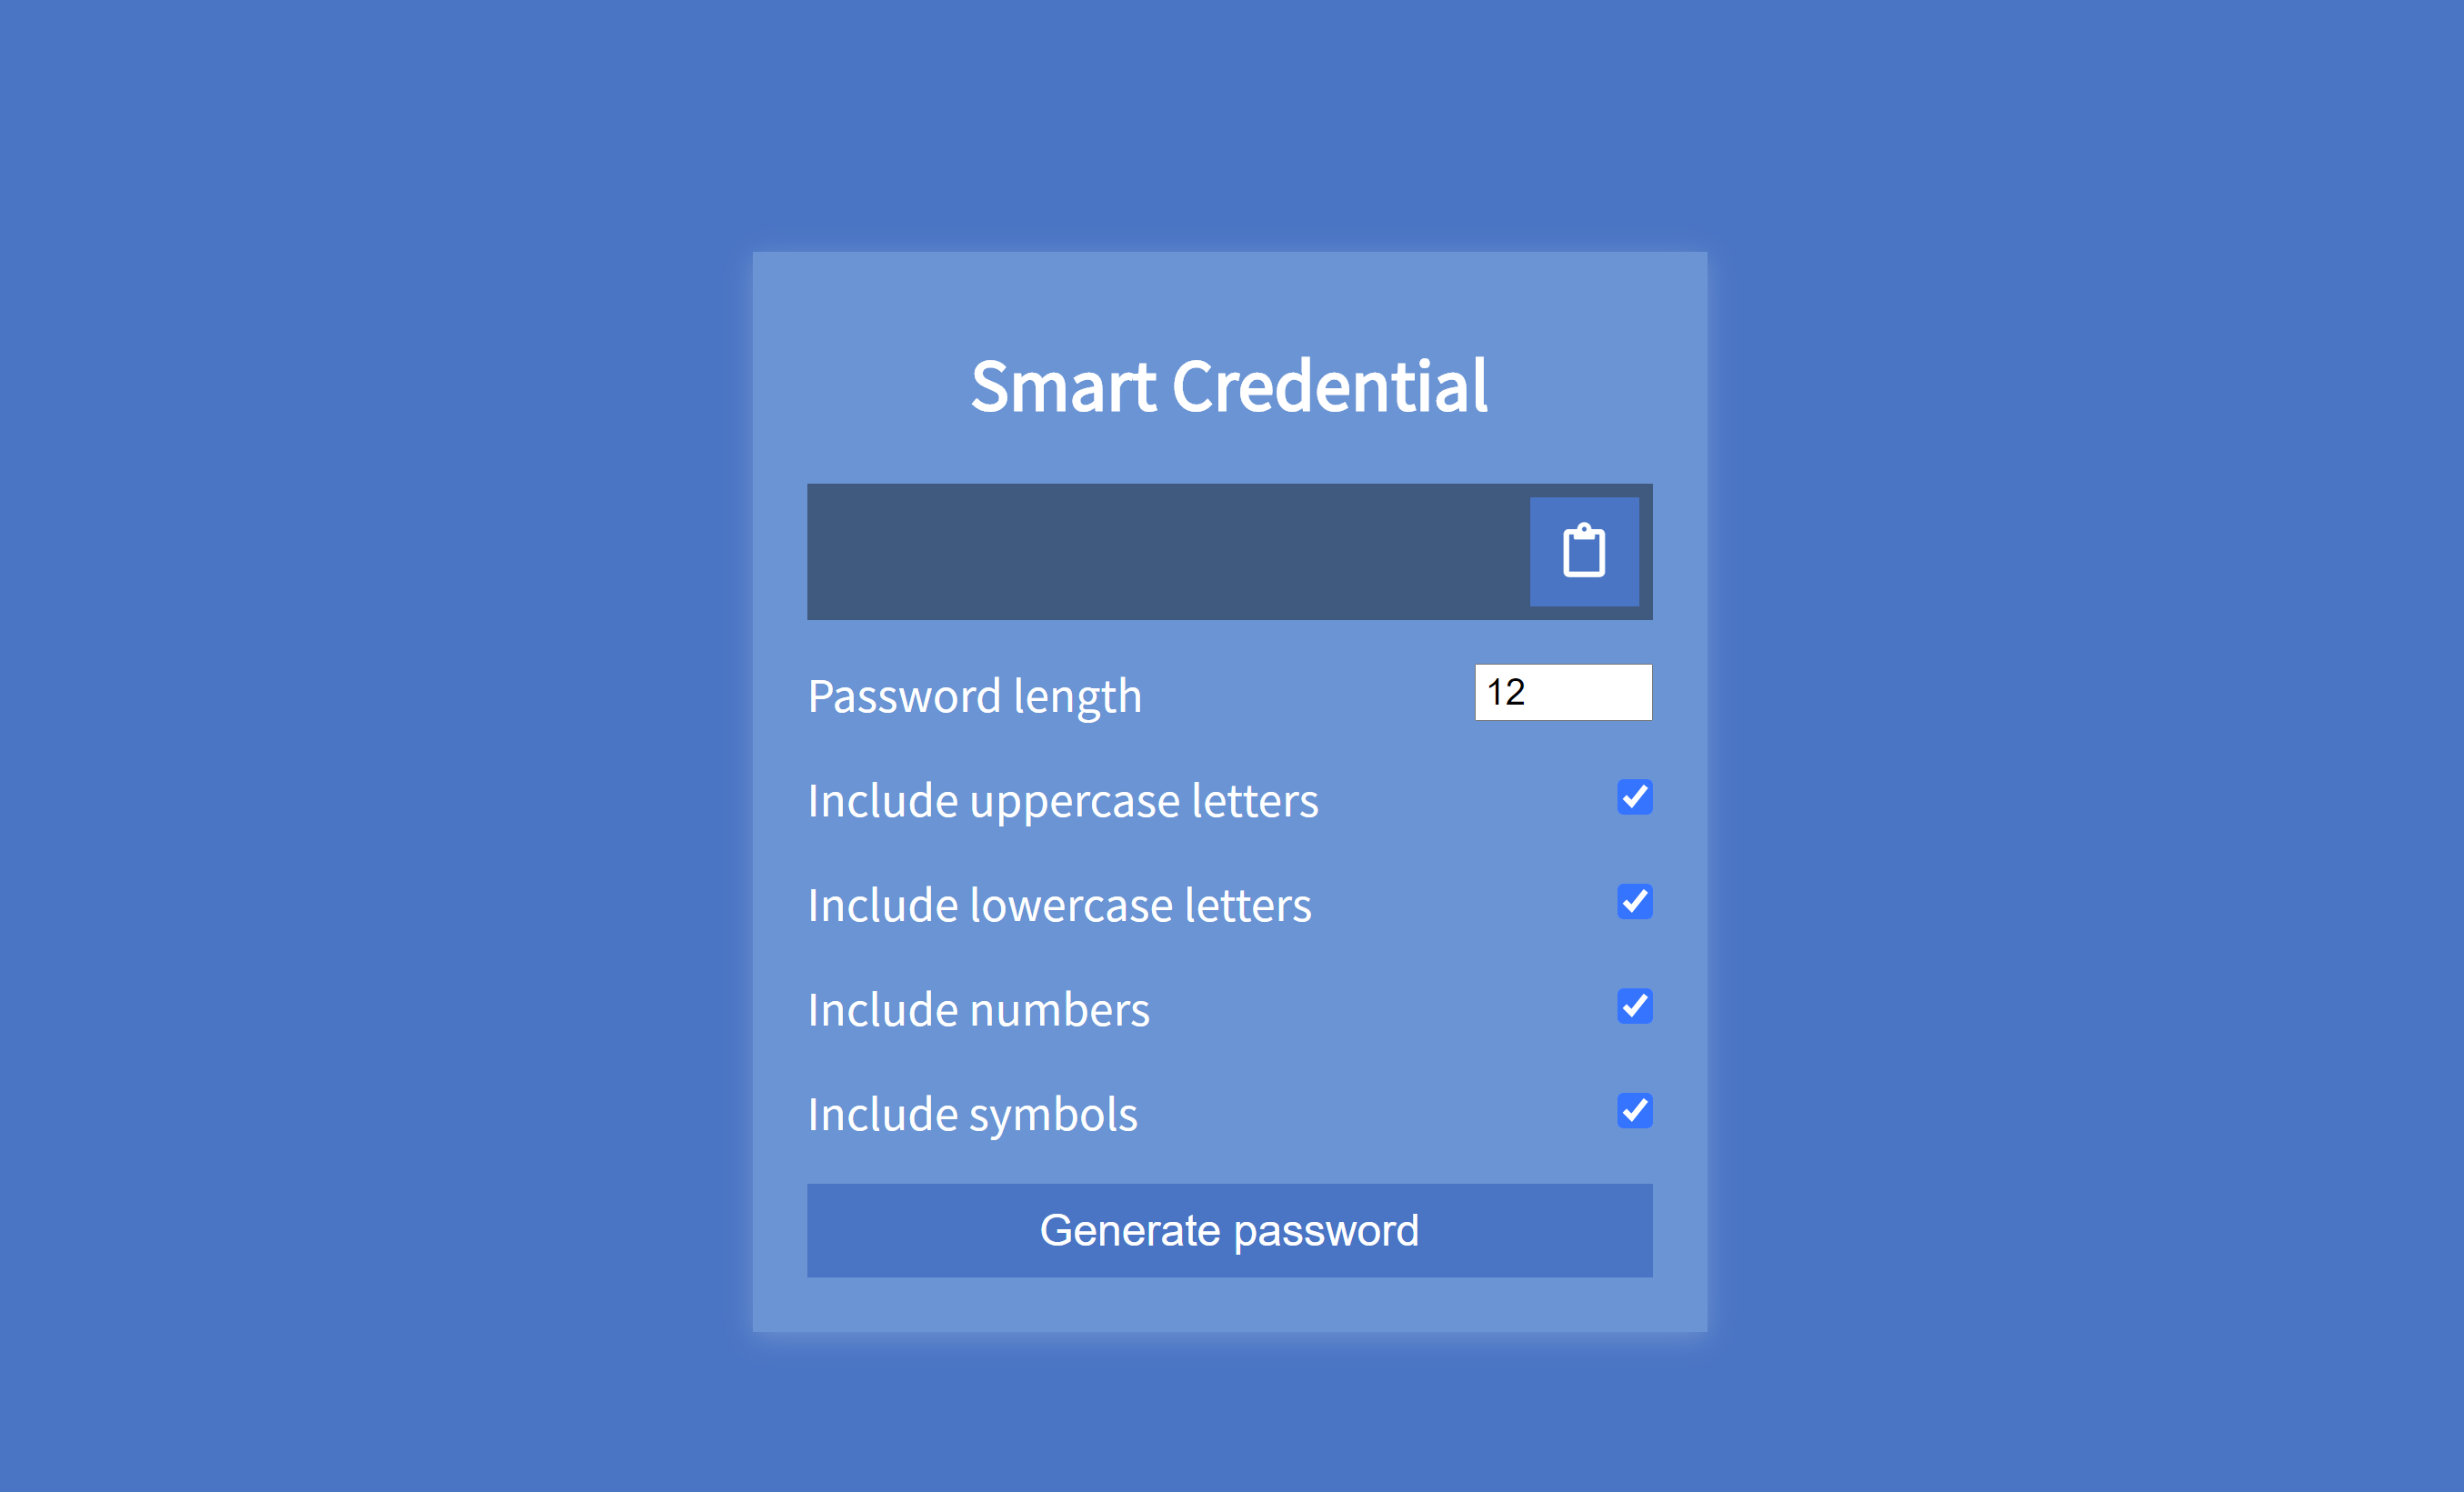 Smart Credential
Password length
12
Include uppercase letters
Include lowercase letters
Include numbers
Include symbols
Generate password